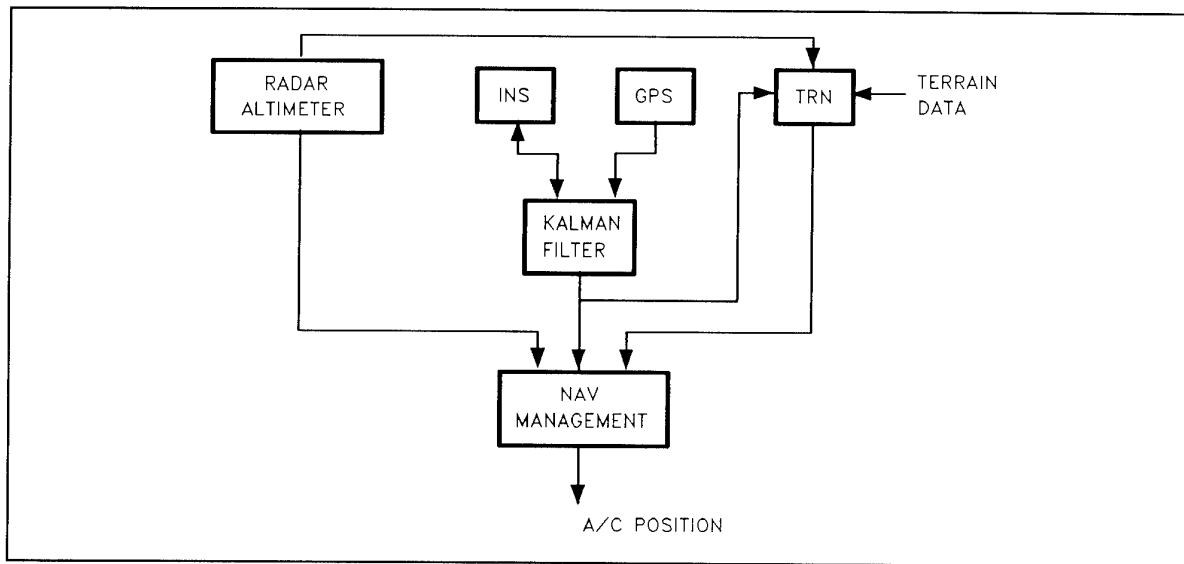 RADAR
ALTIMETER
INS
GPS
TRN
TERRAIN
DATA
KALMAN
FILTER
NAV
MANAGEMENT
A/C POSITION